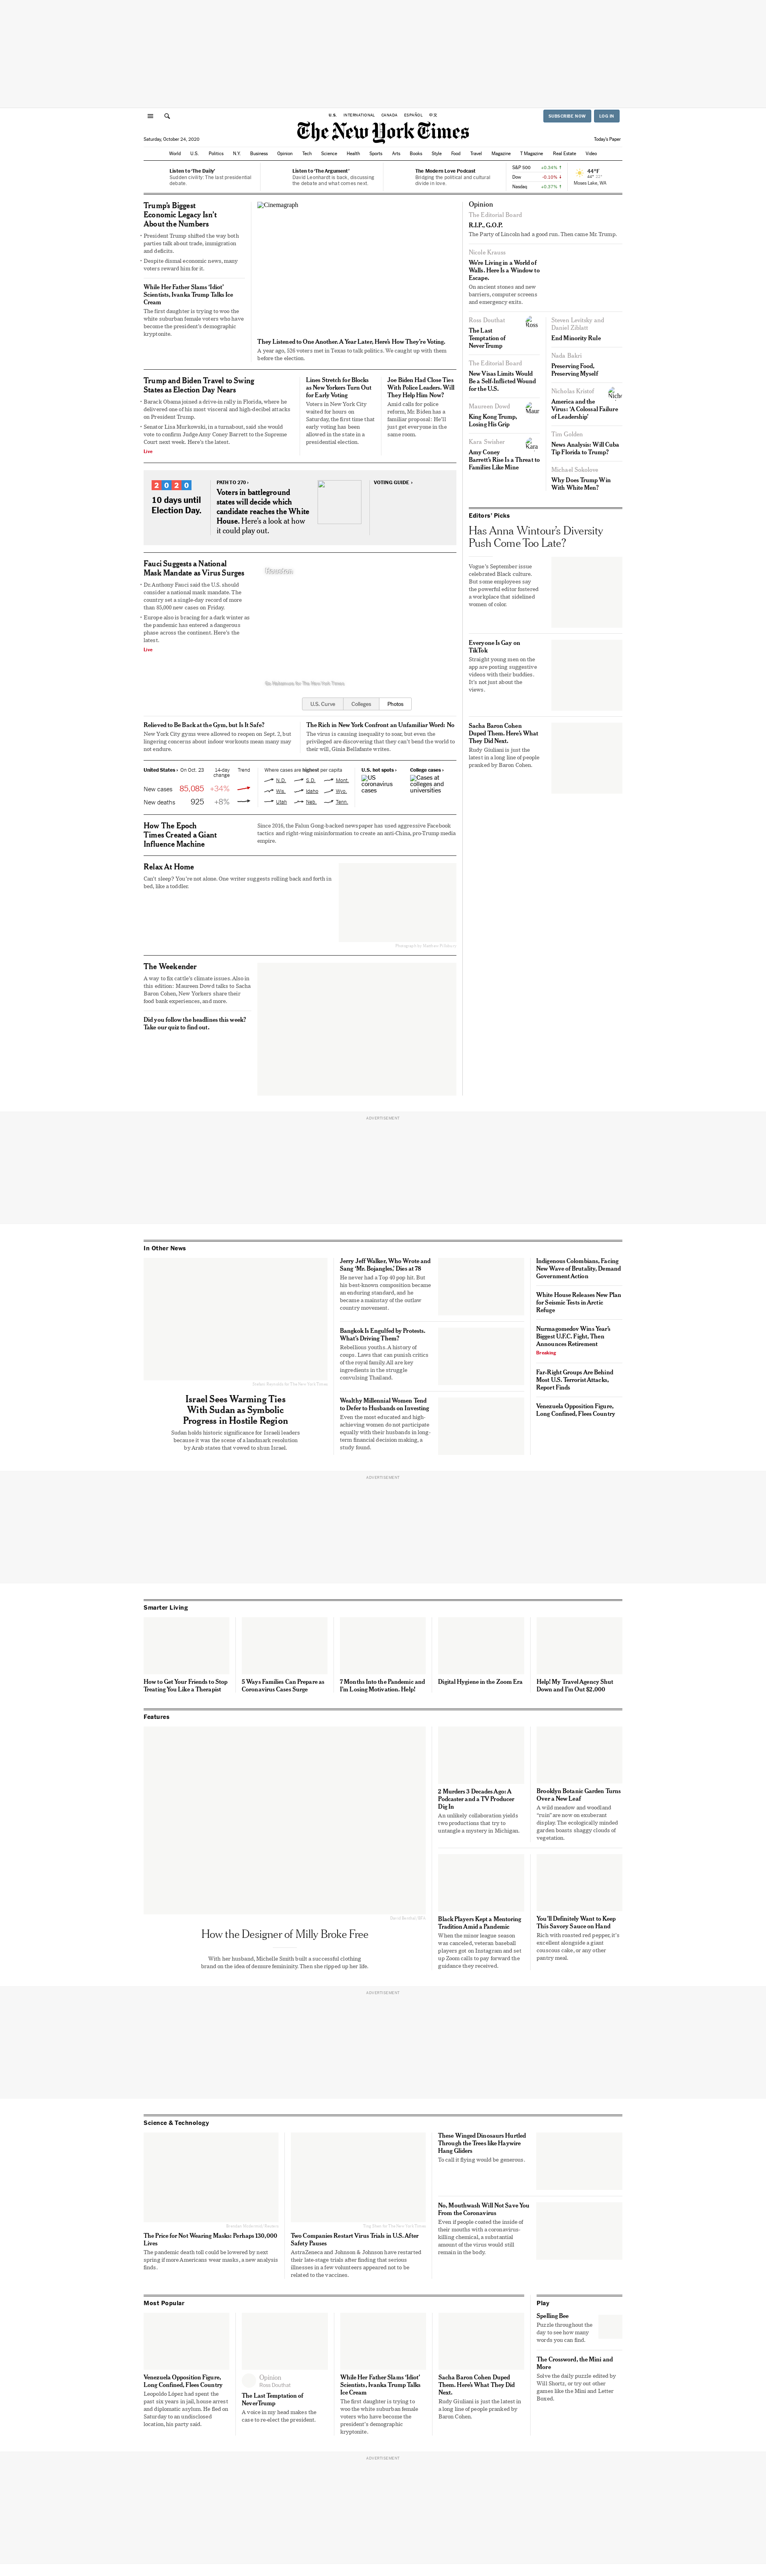 U.S. INTERNATIONAL CANADA ESPAÑOL 中文
SUBSCRIBE NOW LOG IN
The New York Times
Saturday, October 24, 2020
Today's Paper
World U.S. Politics N.Y. Business Opinion Tech Science Health Sports Arts Books Style Food Travel Magazine T Magazine Real Estate Video
Listen to 'The Daily'
Sudden civility: The last presidential
debate.
Listen to 'The Argument'
David Leonhardt is back, discussing
the debate and what comes next.
The Modern Love Podcast
Bridging the political and cultural
divide in love.
S&P 500 +0.34% ↑
Dow -0.10% ↓
Nasdaq +0.37% ↑
44°F
Moses Lake, WA
Trump's Biggest
Economic Legacy Isn't
About the Numbers
President Trump shifted the way both
parties talk about trade, immigration
and deficits.
Despite dismal economic news, many
voters reward him for it.
While Her Father Slams 'Idiot'
Scientists, Ivanka Trump Talks Ice
Cream
The first daughter is trying to woo the
white suburban female voters who have
become the president's demographic
kryptonite.
Cinemagraph
They Listened to One Another. A Year Later, Here's How They're Voting.
A year ago, 526 voters met in Texas to talk politics. We caught up with them
before the election.
Trump and Biden Travel to Swing
States as Election Day Nears
Barack Obama joined a drive-in rally in Florida, where he
delivered one of his most visceral and high-decibel attacks
on President Trump.
Senator Lisa Murkowski, in a turnabout, said she would
vote to confirm Judge Amy Coney Barrett to the Supreme
Court next week. Here's the latest.
Live
Lines Stretch for Blocks
as New Yorkers Turn Out
for Early Voting
Voters in New York City
waited for hours on
Saturday, the first time that
early voting has been
allowed in the state in a
presidential election.
Joe Biden Had Close Ties
With Police Leaders. Will
They Help Him Now?
Amid calls for police
reform, Mr. Biden has a
familiar proposal: He'll
just get everyone in the
same room.
2020
10 days until
Election Day.
PATH TO 270 ›
Voters in battleground
states will decide which
candidate reaches the White
House. Here's a look at how
it could play out.
VOTING GUIDE ›
Fauci Suggests a National
Mask Mandate as Virus Surges
Dr. Anthony Fauci said the U.S. should
consider a national mask mandate. The
country set a single-day record of more
than 85,000 new cases on Friday.
Europe also is bracing for a dark winter as
the pandemic has entered a dangerous
phase across the continent. Here's the
latest.
Live
Houston
Go Nakamura for The New York Times
U.S. Curve Colleges Photos
Relieved to Be Back at the Gym, but Is It Safe?
New York City gyms were allowed to reopen on Sept. 2, but
lingering concerns about indoor workouts mean many may
not endure.
The Rich in New York Confront an Unfamiliar Word: No
The virus is causing inequality to soar, but even the
privileged are discovering that they can't bend the world to
their will, Ginia Bellafante writes.
United States › On Oct. 23 14-day change Trend
New cases 85,085 +34%
New deaths 925 +8%
Where cases are highest per capita
N.D. S.D. Mont.
Wis. Idaho Wyo.
Utah Neb. Tenn.
U.S. hot spots ›
US coronavirus cases
College cases ›
Cases at colleges and universities
How The Epoch
Times Created a Giant
Influence Machine
Since 2016, the Falun Gong-backed newspaper has used aggressive Facebook
tactics and right-wing misinformation to create an anti-China, pro-Trump media
empire.
Relax At Home
Can't sleep? You're not alone. One writer suggests rolling back and forth in
bed, like a toddler.
The Weekender
A way to fix cattle's climate issues. Also in
this edition: Maureen Dowd talks to Sacha
Baron Cohen, New Yorkers share their
food bank experiences, and more.
Did you follow the headlines this week?
Take our quiz to find out.
Opinion
The Editorial Board
R.I.P., G.O.P.
The Party of Lincoln had a good run. Then came Mr. Trump.
Nicola Krauss
We're Living in a World of
Walls. Here Is a Window to
Escape.
On ancient stones and new
barriers, computer screens
and emergency exits.
Ross Douthat
The Last
Temptation of
NeverTrump
The Editorial Board
New Visas Limits Would
Be a Self-Inflicted Wound
for the U.S.
Maureen Dowd
King Kong Trump,
Losing His Grip
Kara Swisher
Amy Coney
Barrett's Rise Is a Threat to
Families Like Mine
Steven Levitsky and
Daniel Ziblatt
End Minority Rule
Nada Bakri
Preserving Food,
Preserving Myself
Nicholas Kristof
America and the
Virus: 'A Colossal Failure
of Leadership'
Tim Golden
News Analysis: Will Cuba
Tip Florida to Trump?
Michael Sokolove
Why Does Trump Win
With White Men?
Editors' Picks
Has Anna Wintour's Diversity
Push Come Too Late?
Vogue's September issue
celebrated Black culture.
But some employees say
the powerful editor fostered
a workplace that sidelined
women of color.
Everyone Is Gay on
TikTok
Straight young men on the
app are posting suggestive
videos with their buddies.
It's not just about the
views.
Sacha Baron Cohen
Duped Them. Here's What
They Did Next.
Rudy Giuliani is just the
latest in a long line of people
pranked by Baron Cohen.
ADVERTISEMENT
In Other News
Israel Sees Warming Ties
With Sudan as Symbolic
Progress in Hostile Region
Sudan holds historic significance for Israeli leaders
because it was the scene of a landmark resolution
by Arab states that vowed to shun Israel.
Jerry Jeff Walker, Who Wrote and
Sang 'Mr. Bojangles,' Dies at 78
He never had a Top 40 pop hit. But
his best-known composition became
an enduring standard, and he
became a mainstay of the outlaw
country movement.
Bangkok Is Engulfed by Protests.
What's Driving Them?
Rebellious youths. A history of
coups. Laws that can punish critics
of the royal family. All are key
ingredients in the struggle
convulsing Thailand.
Wealthy Millennial Women Tend
to Defer to Husbands on Investing
Even the most educated and high-
achieving women do not participate
equally with their husbands in long-
term financial decision making, a
study found.
Indigenous Colombians, Facing
New Wave of Brutality, Demand
Government Action
White House Releases New Plan
for Seismic Tests in Arctic
Refuge
Nurmagomedov Wins Year's
Biggest U.F.C. Fight, Then
Announces Retirement
Breaking
Far-Right Groups Are Behind
Most U.S. Terrorist Attacks,
Report Finds
Venezuela Opposition Figure,
Long Confined, Flees Country
ADVERTISEMENT
Smarter Living
How to Get Your Friends to Stop
Treating You Like a Therapist
5 Ways Families Can Prepare as
Coronavirus Cases Surge
7 Months Into the Pandemic and
I'm Losing Motivation. Help!
Digital Hygiene in the Zoom Era
Help! My Travel Agency Shut
Down and I'm Out $2,000
Features
How the Designer of Milly Broke Free
With her husband, Michelle Smith built a successful clothing
brand on the idea of demure femininity. Then she ripped up her life.
2 Murders 3 Decades Ago: A
Podcaster and a TV Producer
Dig In
An unlikely collaboration yields
two productions that try to
untangle a mystery in Michigan.
Brooklyn Botanic Garden Turns
Over a New Leaf
A wild meadow and woodland
"ruin" are now on exuberant
display. The ecologically minded
garden boasts shaggy clouds of
vegetation.
Black Players Kept a Mentoring
Tradition Amid a Pandemic
When the minor league season
was canceled, veteran baseball
players got on Instagram and set
up Zoom calls to pay forward the
guidance they received.
You'll Definitely Want to Keep
This Savory Sauce on Hand
Rich with roasted red pepper, it's
excellent alongside a giant
couscous cake, or any other
pantry meal.
ADVERTISEMENT
Science & Technology
The Price for Not Wearing Masks: Perhaps 130,000
Lives
The pandemic death toll could be lowered by next
spring if more Americans wear masks, a new analysis
finds.
Two Companies Restart Virus Trials in U.S. After
Safety Pauses
AstraZeneca and Johnson & Johnson have restarted
their late-stage trials after finding that serious
illnesses in a few volunteers appeared not to be
related to the vaccines.
These Winged Dinosaurs Hurtled
Through the Trees like Haywire
Hang Gliders
To call it flying would be generous.
No, Mouthwash Will Not Save You
From the Coronavirus
Even if people coated the inside of
their mouths with a coronavirus-
killing chemical, a substantial
amount of the virus would still
remain in the body.
Most Popular
Venezuela Opposition Figure,
Long Confined, Flees Country
Leopoldo López had spent the
past six years in jail, house arrest
and diplomatic asylum. He fled on
Saturday to an undisclosed
location, his party said.
Opinion
Ross Douthat
The Last Temptation of
NeverTrump
A voice in my head makes the
case to re-elect the president.
While Her Father Slams 'Idiot'
Scientists, Ivanka Trump Talks
Ice Cream
The first daughter is trying to
woo the white suburban female
voters who have become the
president's demographic
kryptonite.
Sacha Baron Cohen Duped
Them. Here's What They Did
Next.
Rudy Giuliani is just the latest in
a long line of people pranked by
Baron Cohen.
Play
Spelling Bee
Puzzle throughout the
day to see how many
words you can find.
The Crossword, the Mini and
More
Solve the daily puzzle edited by
Will Shortz, or try out other
games like the Mini and Letter
Boxed.
ADVERTISEMENT